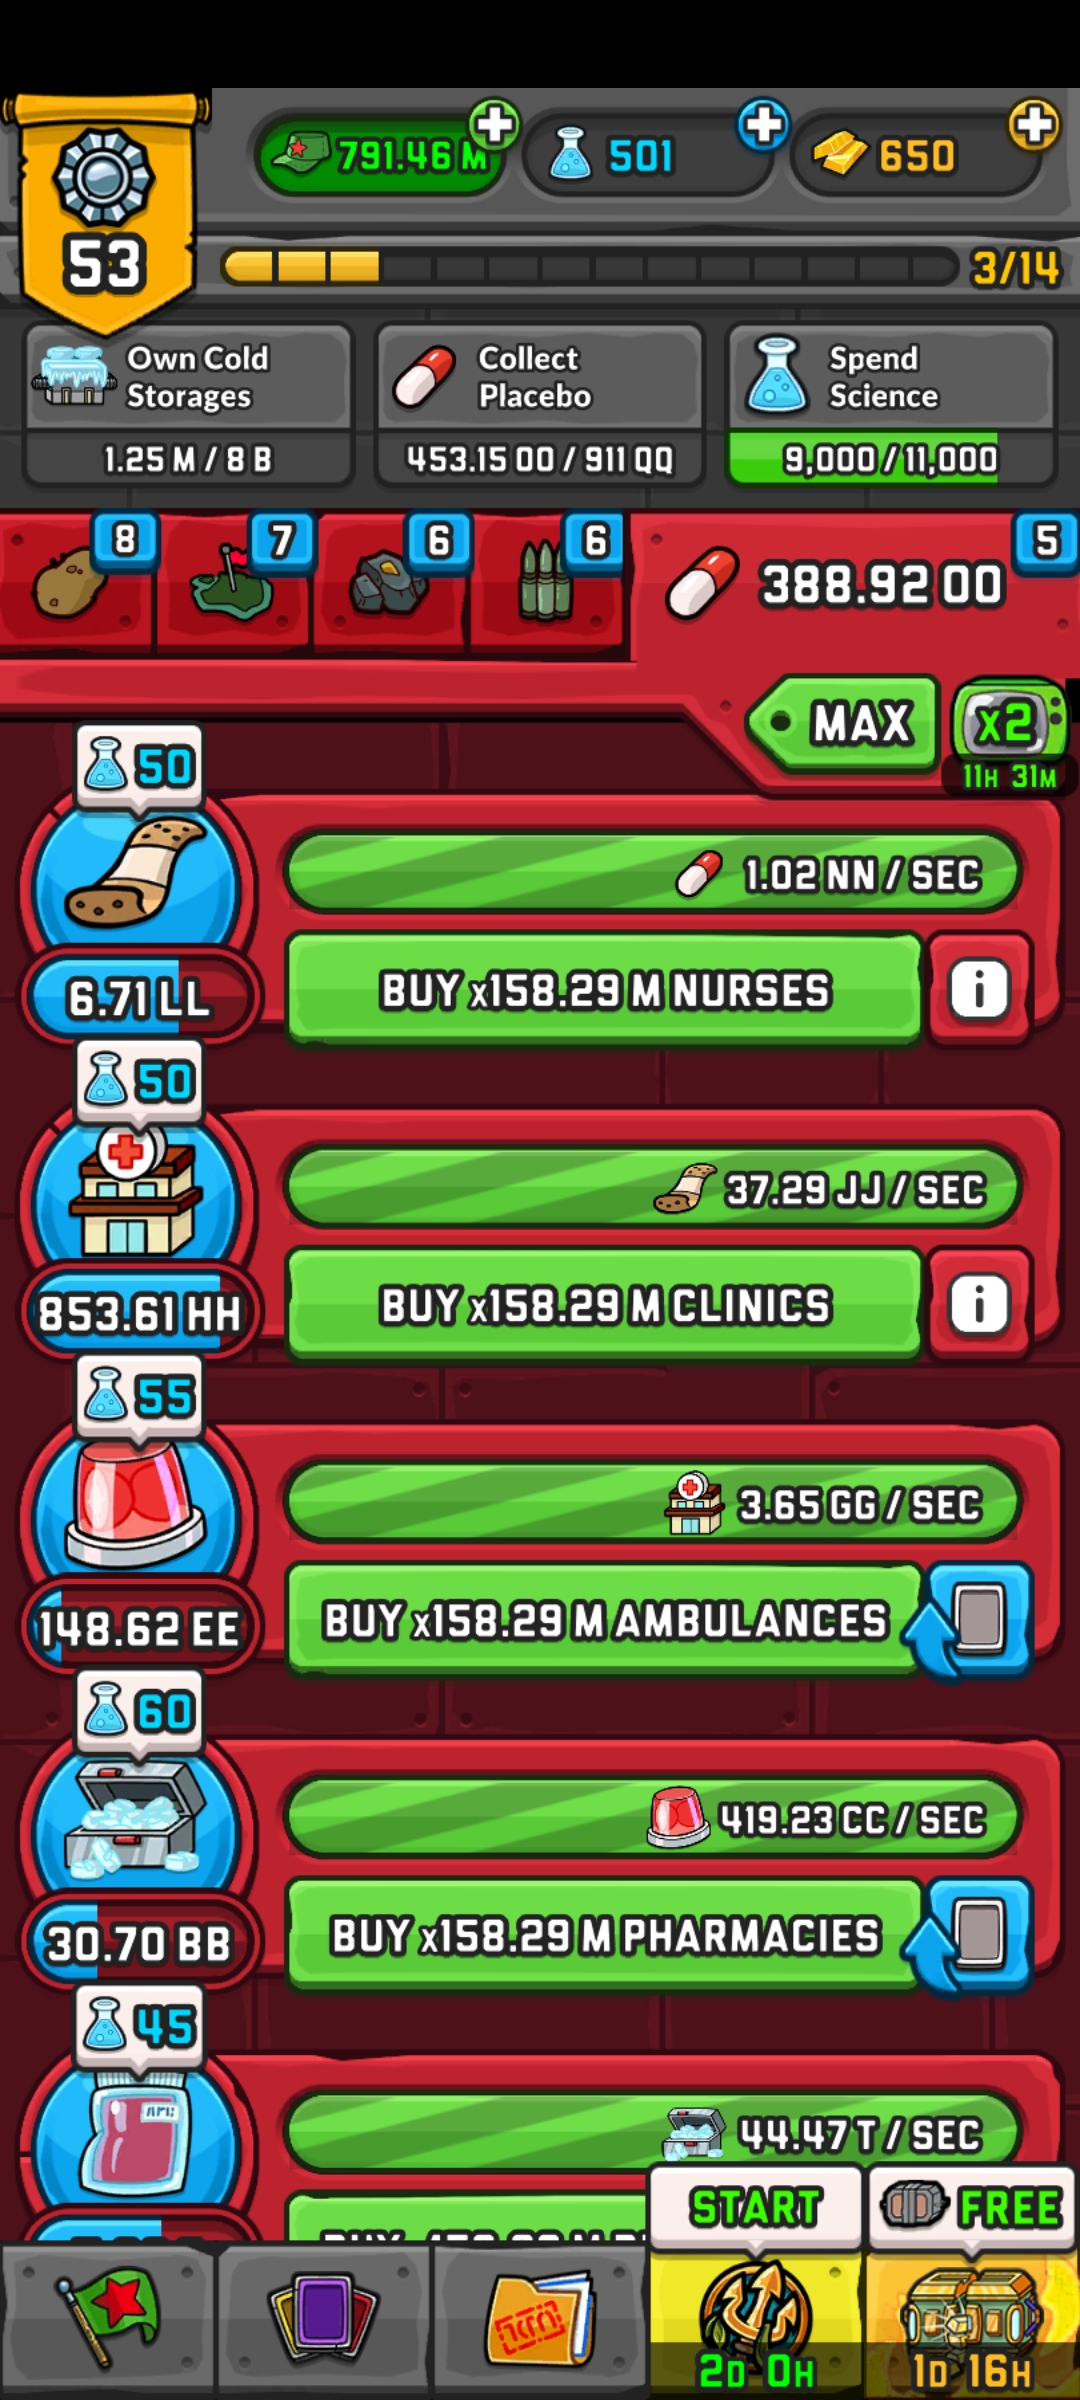 791.46 M
501
650
53
3/14
Own Cold
Storages
1.25 M / 8 B
Collect
Placebo
453.15 OO / 911 QQ
Spend
Science
9,000 / 11,000
8
7
6
6
5
388.92 OO
MAX
x2
11H 31M
50
1.02 NN / SEC
BUY x158.29 M NURSES
i
6.71 LL
50
37.29 JJ / SEC
BUY x158.29 M CLINICS
i
853.61 HH
55
3.65 GG / SEC
BUY x158.29 M AMBULANCES
148.62 EE
60
419.23 CC / SEC
BUY x158.29 M PHARMACIES
30.70 BB
45
44.47 T / SEC
START
FREE
2D 0H
1D 16H